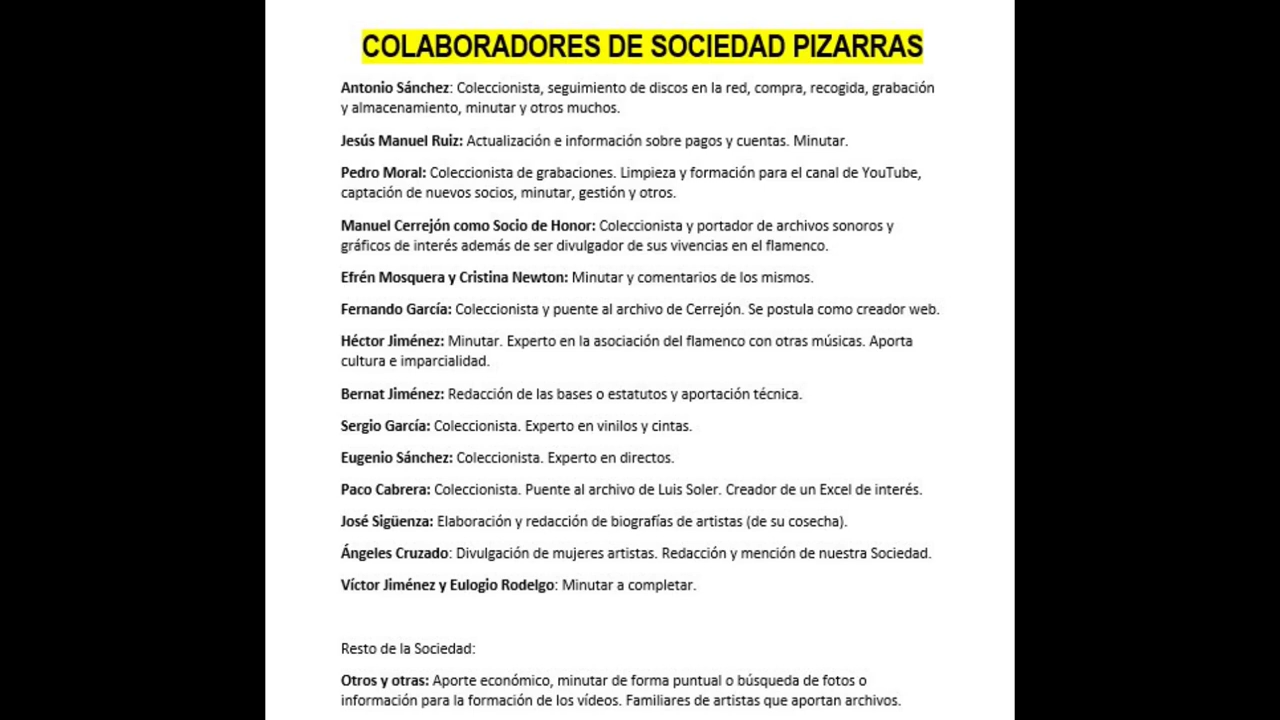 COLABORADORES DE SOCIEDAD PIZARRAS
Antonio Sánchez: Coleccionista, seguimiento de discos en la red, compra, recogida, grabación
y almacenamiento, minutar y otros muchos.
Jesús Manuel Ruiz: Actualización e información sobre pagos y cuentas. Minutar.
Pedro Moral: Coleccionista de grabaciones. Limpieza y formación para el canal de YouTube,
captación de nuevos socios, minutar, gestión y otros.
Manuel Cerrejón como Socio de Honor: Coleccionista y portador de archivos sonoros y
gráficos de interés además de ser divulgador de sus vivencias en el flamenco.
Efrén Mosquera y Cristina Newton: Minutar y comentarios de los mismos.
Fernando García: Coleccionista y puente al archivo de Cerrejón. Se postula como creador web.
Héctor Jiménez: Minutar. Experto en la asociación del flamenco con otras músicas. Aporta
cultura e imparcialidad.
Bernat Jiménez: Redacción de las bases o estatutos y aportación técnica.
Sergio García: Coleccionista. Experto en vinilos y cintas.
Eugenio Sánchez: Coleccionista. Experto en directos.
Paco Cabrera: Coleccionista. Puente al archivo de Luis Soler. Creador de un Excel de interés.
José Sigüenza: Elaboración y redacción de biografías de artistas (de su cosecha).
Ángeles Cruzado: Divulgación de mujeres artistas. Redacción y mención de nuestra Sociedad.
Víctor Jiménez y Eulogio Rodelgo: Minutar a completar.
Resto de la Sociedad:
Otros y otras: Aporte económico, minutar de forma puntual o búsqueda de fotos o
información para la formación de los vídeos. Familiares de artistas que aportan archivos.